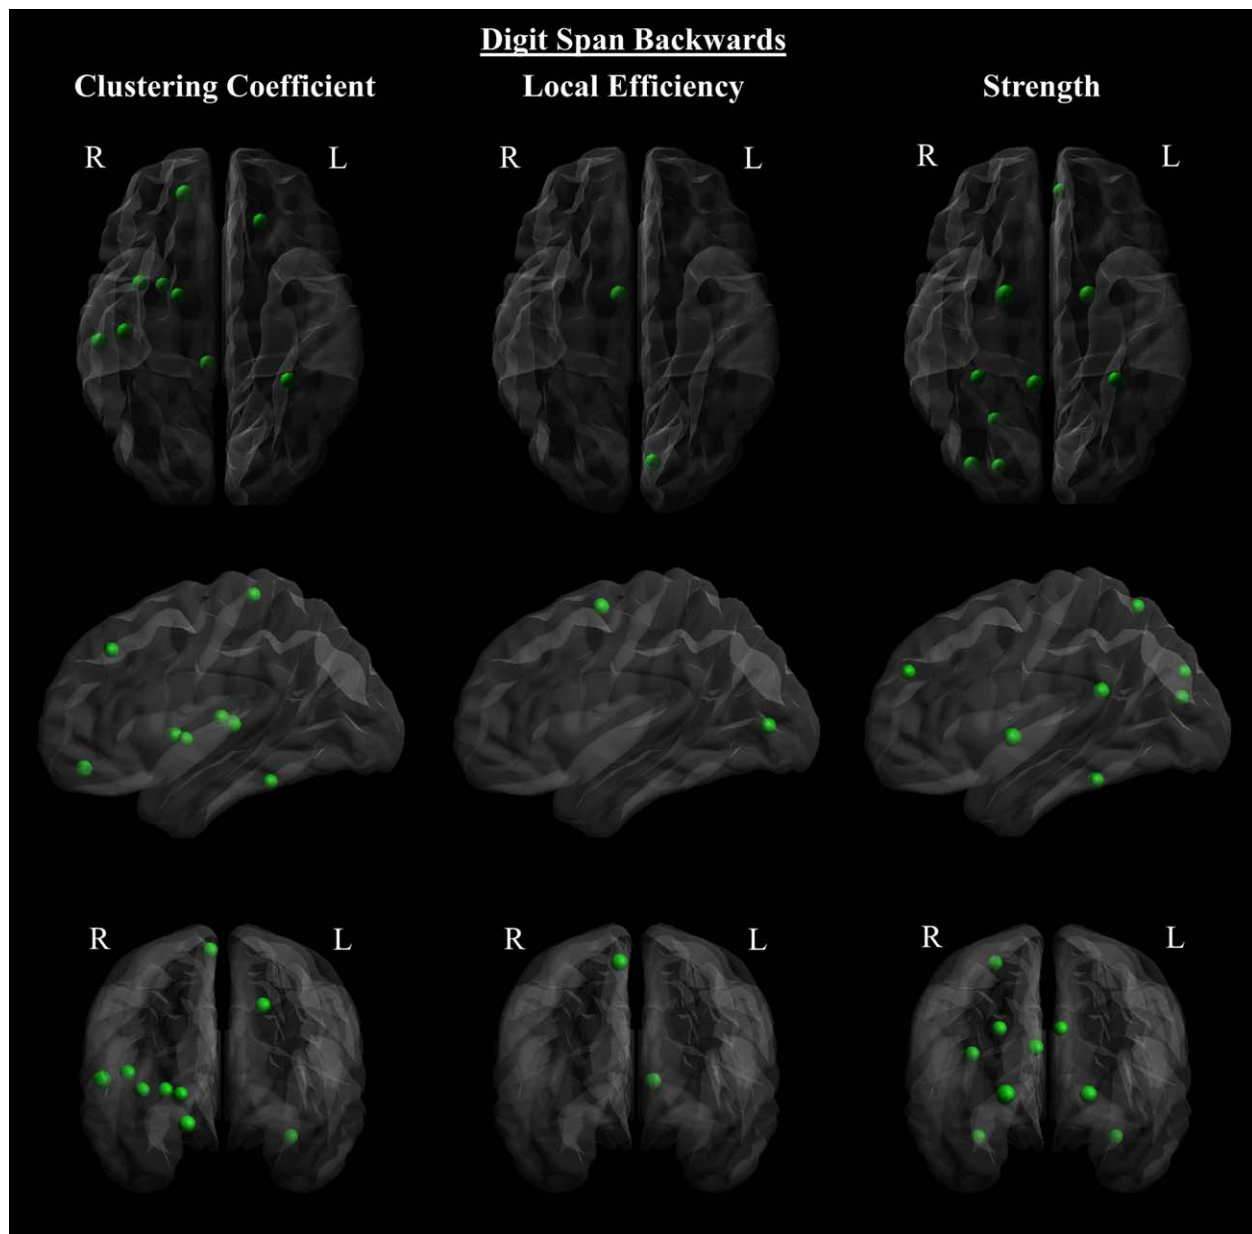 Digit Span Backwards
Clustering Coefficient Local Efficiency Strength
R L R L R L
R L R L R L